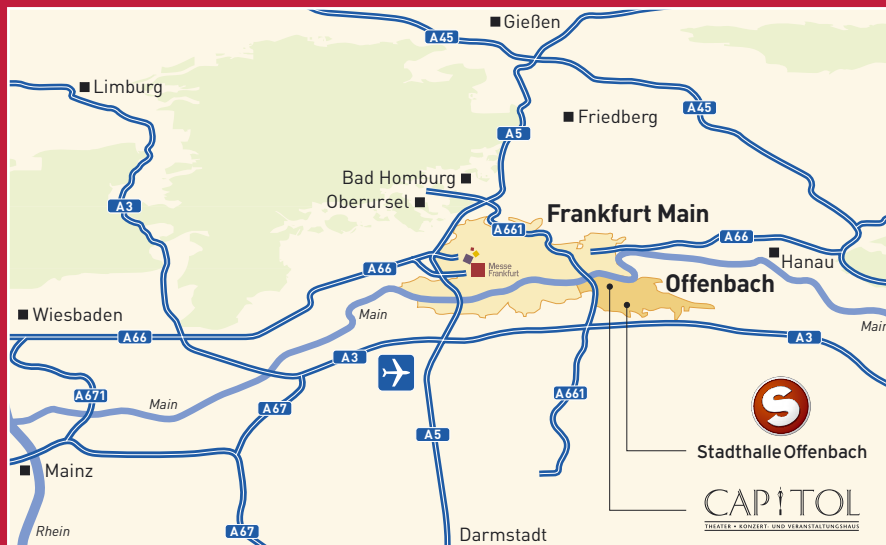 Gießen
A45
Limburg
A45
Friedberg
A5
Bad Homburg
Oberursel
A3
Frankfurt Main
A661
A66
Hanau
Messe
Frankfurt
A66
Offenbach
Wiesbaden
Main
Main
A66
A3
A3
A671
A661
Main
A67
S
A5
Stadthalle Offenbach
Mainz
CAPITOL
THEATER • KONZERT- UND VERANSTALTUNGSHAUS
Rhein
A67
Darmstadt